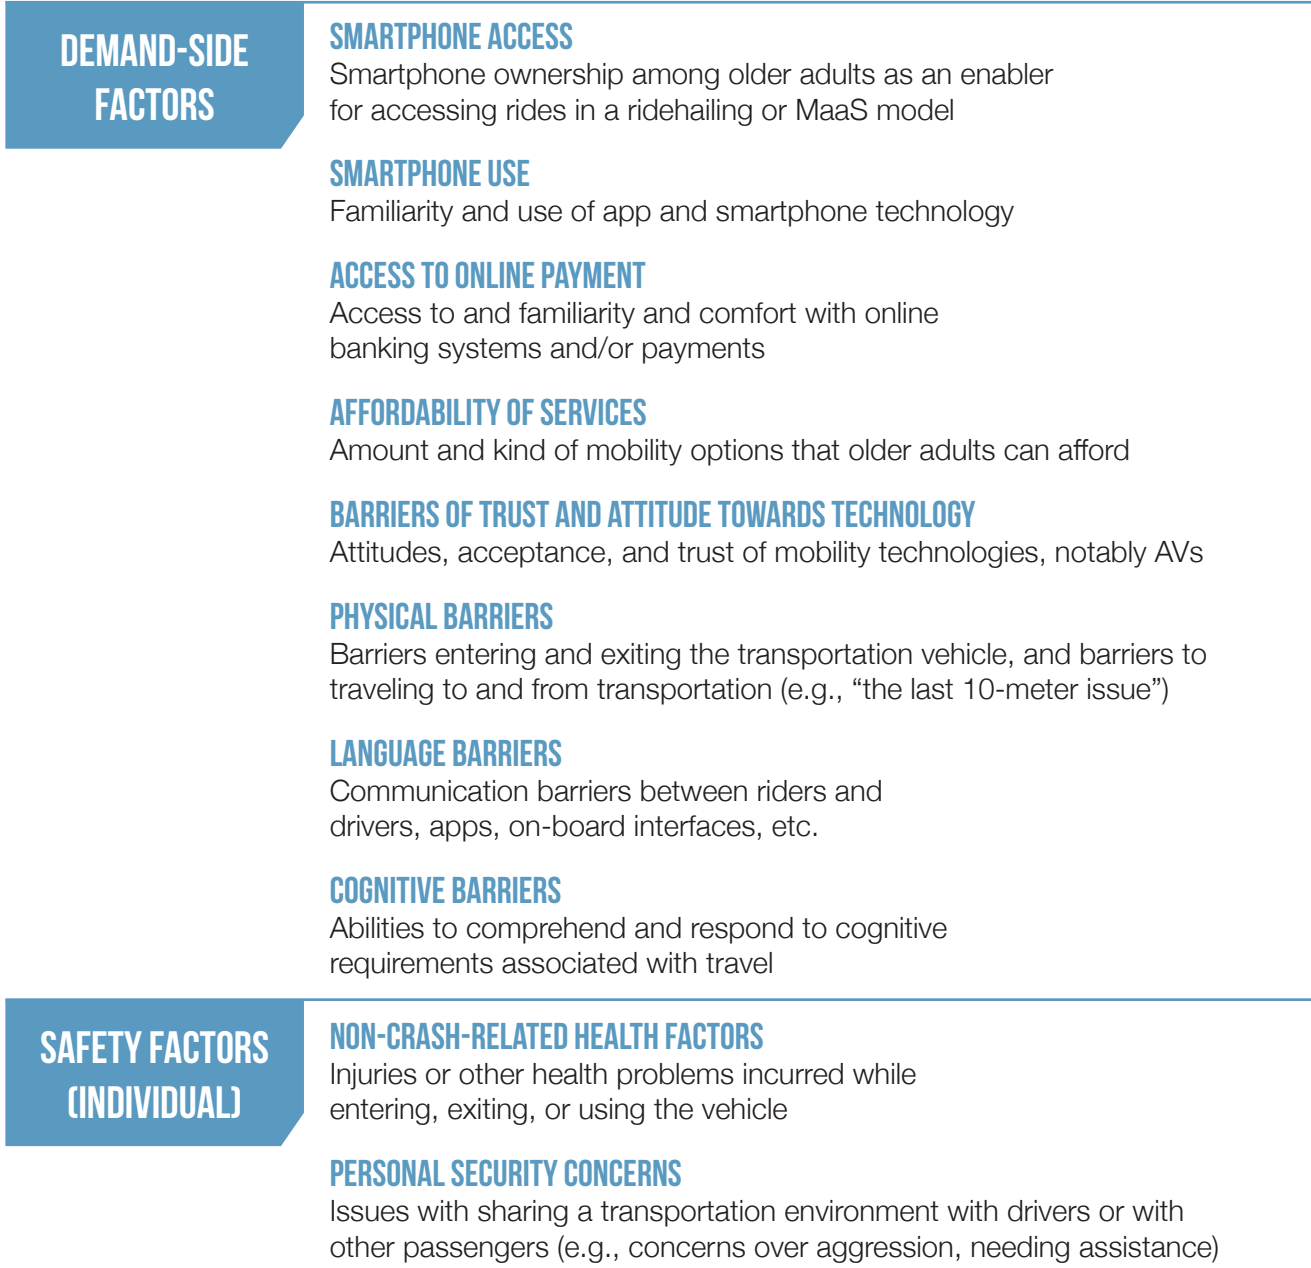 DEMAND-SIDE
FACTORS
SMARTPHONE ACCESS
Smartphone ownership among older adults as an enabler
for accessing rides in a ridehailing or MaaS model
SMARTPHONE USE
Familiarity and use of app and smartphone technology
ACCESS TO ONLINE PAYMENT
Access to and familiarity and comfort with online
banking systems and/or payments
AFFORDABILITY OF SERVICES
Amount and kind of mobility options that older adults can afford
BARRIERS OF TRUST AND ATTITUDE TOWARDS TECHNOLOGY
Attitudes, acceptance, and trust of mobility technologies, notably AVs
PHYSICAL BARRIERS
Barriers entering and exiting the transportation vehicle, and barriers to
traveling to and from transportation (e.g., “the last 10-meter issue”)
LANGUAGE BARRIERS
Communication barriers between riders and
drivers, apps, on-board interfaces, etc.
COGNITIVE BARRIERS
Abilities to comprehend and respond to cognitive
requirements associated with travel
SAFETY FACTORS
(INDIVIDUAL)
NON-CRASH-RELATED HEALTH FACTORS
Injuries or other health problems incurred while
entering, exiting, or using the vehicle
PERSONAL SECURITY CONCERNS
Issues with sharing a transportation environment with drivers or with
other passengers (e.g., concerns over aggression, needing assistance)